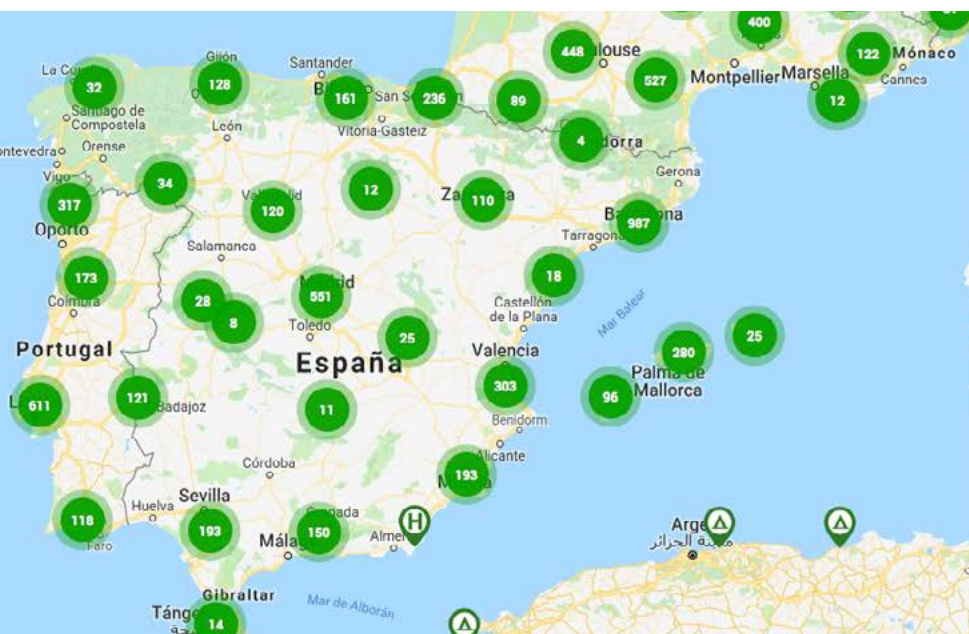 400
448
Toulouse
122
Mónaco
Gijón
Santander
Montpellier
Marsella
Cannes
527
La Coruña
32
128
161
San Sebastián
236
89
12
Santiago de
Compostela
León
Vitoria-Gasteiz
4
Andorra
Pontevedra
Orense
Vigo
34
12
Zaragoza
110
Gerona
317
Valladolid
120
Barcelona
987
Oporto
Salamanca
Tarragona
173
Madrid
18
Coimbra
28
551
Castellón
de la Plana
Mar Balear
8
Toledo
25
25
Portugal
España
Valencia
280
Palma de
Mallorca
611
121
Badajoz
11
303
96
Benidorm
Alicante
Córdoba
193
Murcia
Sevilla
Huelva
118
Faro
193
Granada
150
H
Málaga
Almería
Argel
مدينة الجزائر
Gibraltar
Mar de Alborán
Tánger
14